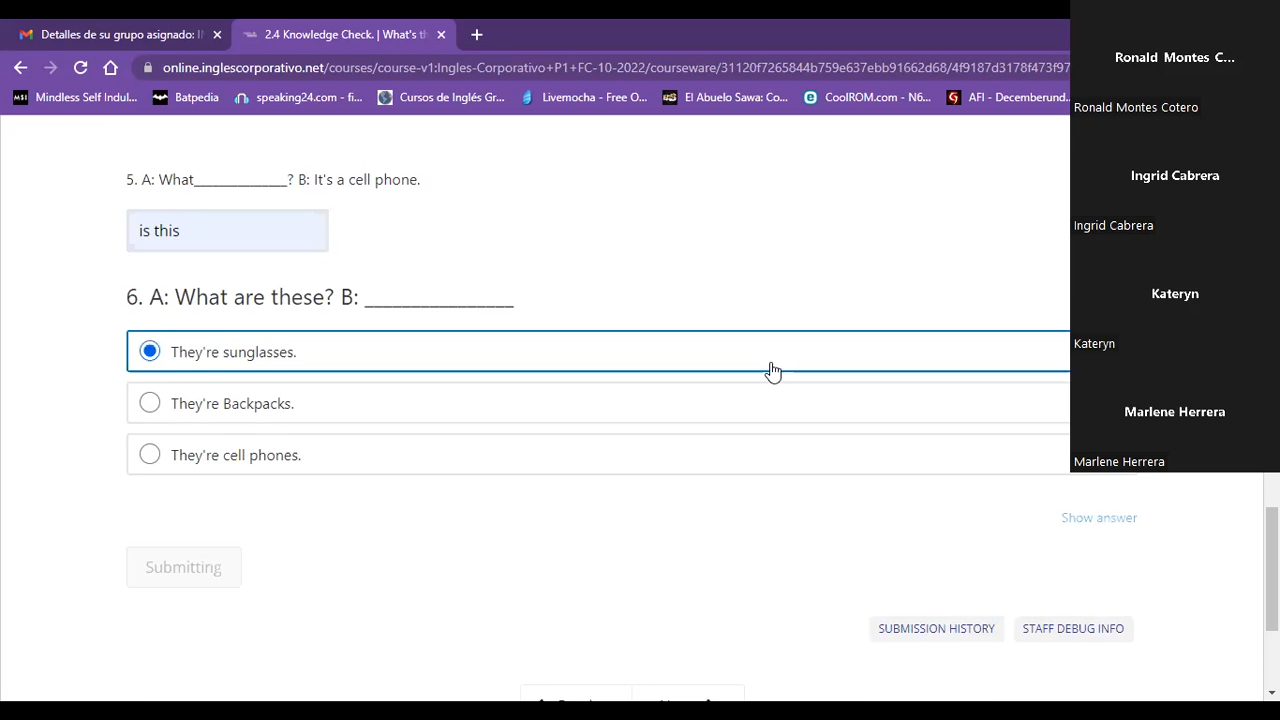 Detalles de su grupo asignado: I
2.4 Knowledge Check. | What's th
online.inglescorporativo.net/courses/course-v1:Ingles-Corporativo+P1+FC-10-2022/courseware/31120f7265844b759e637ebb91662d68/4f9187d3178f473f97
Mindless Self Indul...
Batpedia
speaking24.com - fi...
Cursos de Inglés Gr...
Livemocha - Free O...
El Abuelo Sawa: Co...
CoolROM.com - N6...
AFI - Decemberund...
5. A: What______________? B: It's a cell phone.
is this
6. A: What are these? B: ________________
They're sunglasses.
They're Backpacks.
They're cell phones.
Show answer
Submitting
SUBMISSION HISTORY
STAFF DEBUG INFO
Ronald Montes C...
Ronald Montes Cotero
Ingrid Cabrera
Ingrid Cabrera
Kateryn
Kateryn
Marlene Herrera
Marlene Herrera